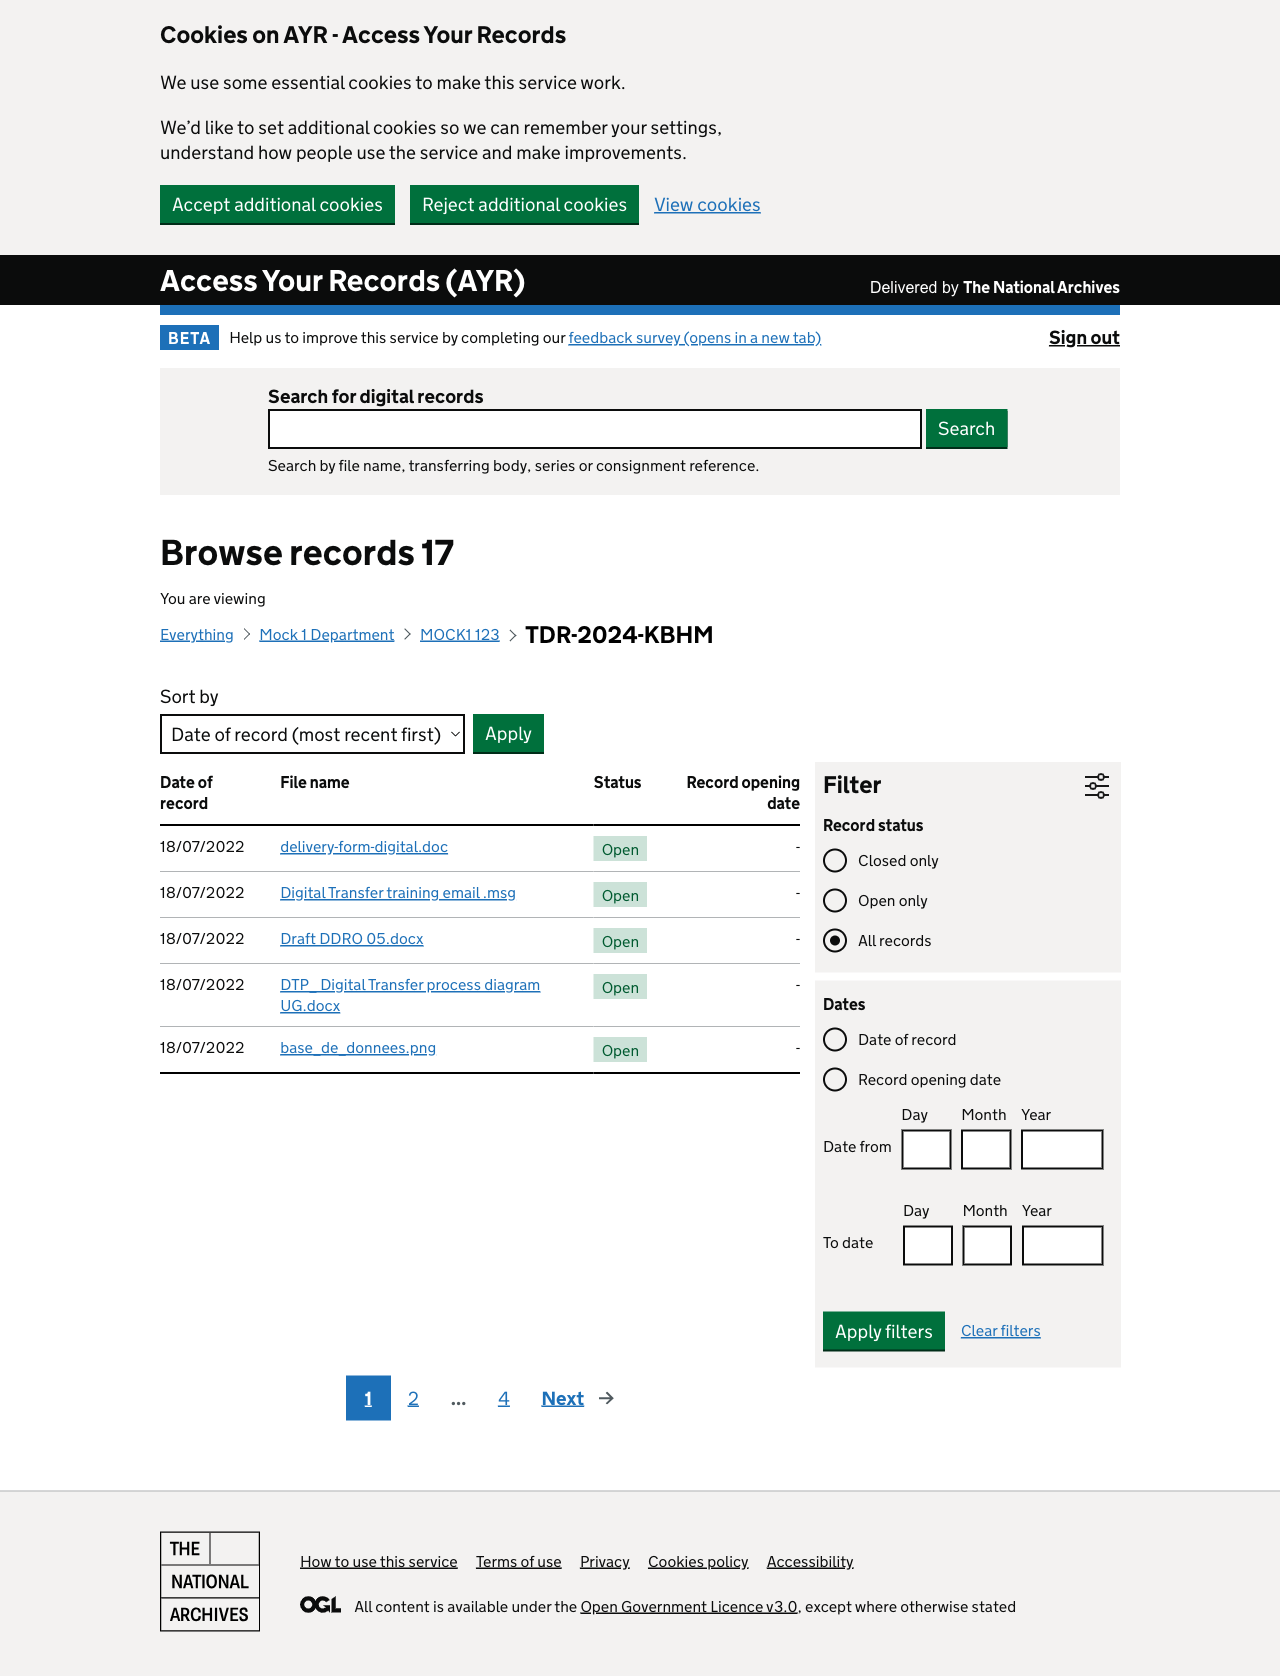 Cookies on AYR - Access Your Records
We use some essential cookies to make this service work.
We’d like to set additional cookies so we can remember your settings,
understand how people use the service and make improvements.
Accept additional cookies Reject additional cookies View cookies
Access Your Records (AYR) Delivered by The National Archives
BETA Help us to improve this service by completing our feedback survey (opens in a new tab) Sign out
Search for digital records
Search
Search by file name, transferring body, series or consignment reference.
Browse records 17
You are viewing
Everything Mock 1 Department MOCK1 123 TDR-2024-KBHM
Sort by
Date of record (most recent first) Apply
Date of record File name Status Record opening date
18/07/2022 delivery-form-digital.doc Open -
18/07/2022 Digital Transfer training email .msg Open -
18/07/2022 Draft DDRO 05.docx Open -
18/07/2022 DTP_ Digital Transfer process diagram Open -
UG.docx
18/07/2022 base_de_donnees.png Open -
Filter
Record status
Closed only
Open only
All records
Dates
Date of record
Record opening date
Day Month Year
Date from
Day Month Year
To date
Apply filters Clear filters
1 2 ... 4 Next
THE
NATIONAL
ARCHIVES
How to use this service Terms of use Privacy Cookies policy Accessibility
OGL All content is available under the Open Government Licence v3.0, except where otherwise stated